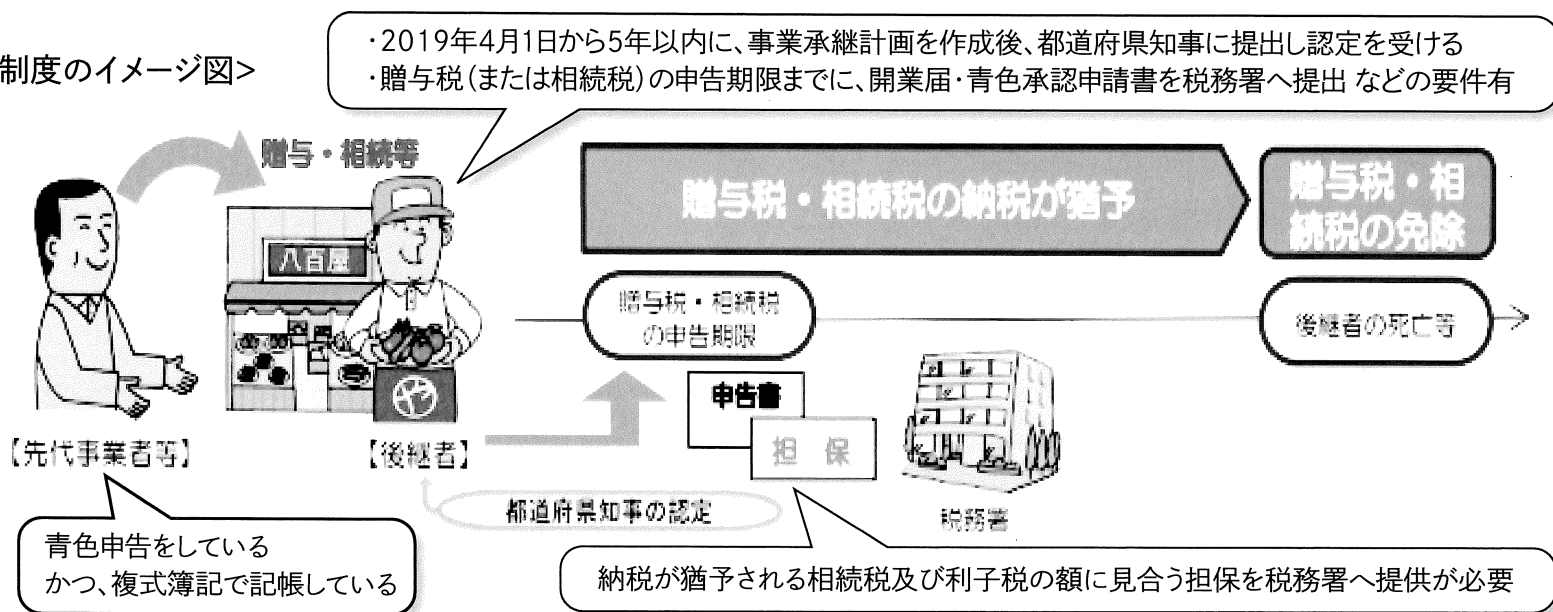 制度のイメージ図>
・2019年4月1日から5年以内に、事業承継計画を作成後、都道府県知事に提出し認定を受ける
・贈与税(または相続税)の申告期限までに、開業届・青色承認申請書を税務署へ提出 などの要件有
贈与・相続等
八百屋
や
【先代事業者等】
【後継者】
贈与税・相続税の納税が猶予
贈与税・相
続税の免除
贈与税・相続税
の申告期限
後継者の死亡等
申告書
担 保
税務署
都道府県知事の認定
青色申告をしている
かつ、複式簿記で記帳している
納税が猶予される相続税及び利子税の額に見合う担保を税務署へ提供が必要